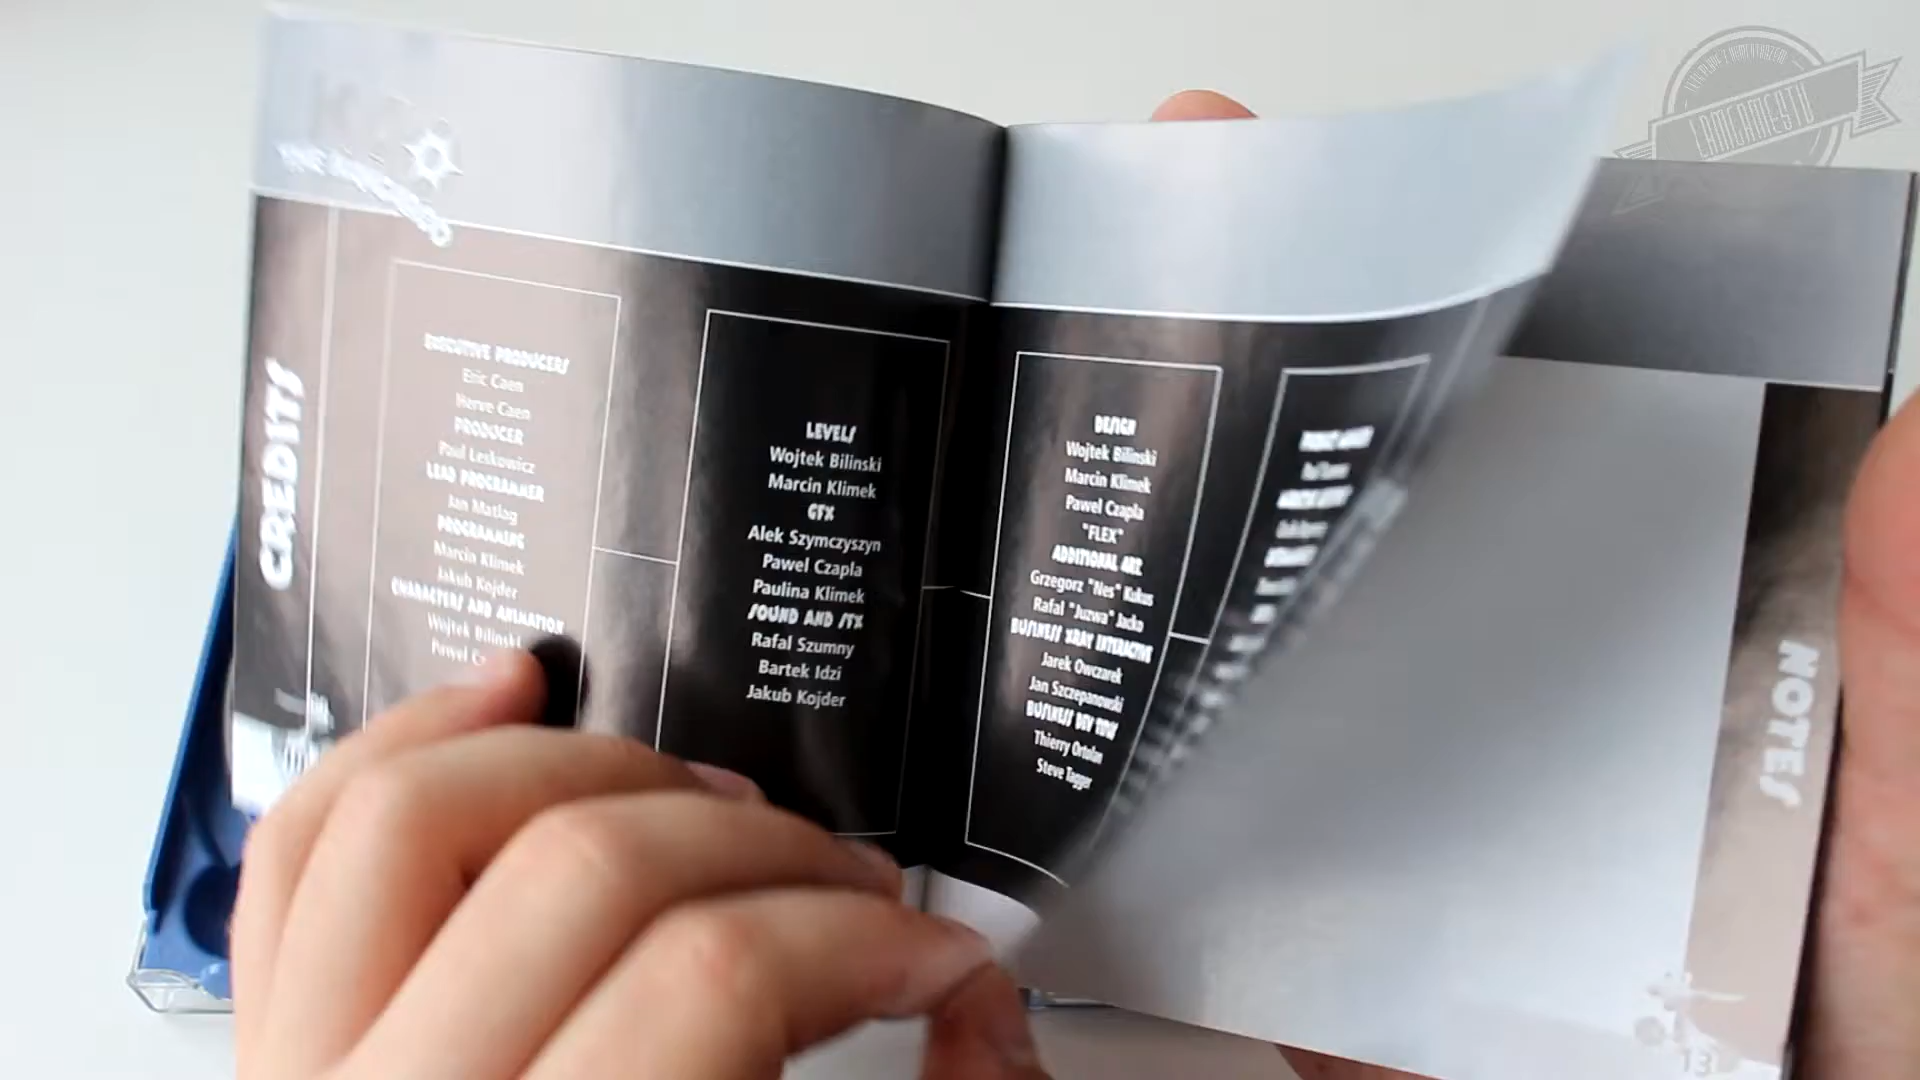 CREDITS
EXECUTIVE PRODUCERS
Eric Caen
Herve Caen
PRODUCER
Paul Leskowicz
LEAD PROGRAMMER
Jan Matlog
PROGRAMMING
Marcin Klimek
Jakub Kojder
CHARACTERS AND ANIMATION
Wojtek Bilinski
Pawel
LEVELS
Wojtek Bilinski
Marcin Klimek
GFX
Alek Szymczyszyn
Pawel Czapla
Paulina Klimek
SOUND AND SFX
Rafal Szumny
Bartek Idzi
Jakub Kojder
DESIGN
Wojtek Bilinski
Marcin Klimek
Pawel Czapla
"FLEX"
ADDITIONAL ART
Grzegorz "Nes" Kukus
Rafal "Juzwa" Jacko
BUSINESS XRAY INTERACTIVE
Jarek Owczarek
Jan Szczepanowski
BUSINESS DEV TITUS
Thierry Ortolan
Steve Tagger
NOTES
13
LAMGAMESTV